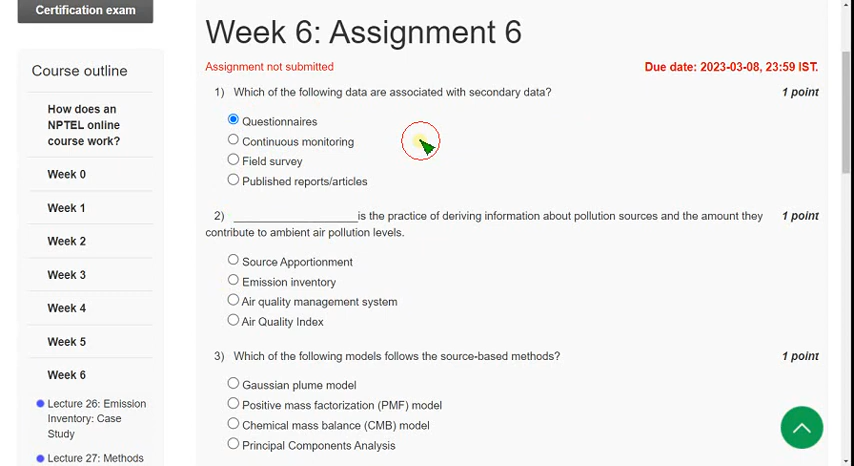 Certification exam
Week 6: Assignment 6
Course outline
Assignment not submitted
Due date: 2023-03-08, 23:59 IST.
1) Which of the following data are associated with secondary data?
1 point
Questionnaires
Continuous monitoring
Field survey
Published reports/articles
How does an
NPTEL online
course work?
Week 0
Week 1
Week 2
Week 3
Week 4
Week 5
Week 6
Lecture 26: Emission
Inventory: Case
Study
Lecture 27: Methods
2) ____________________is the practice of deriving information about pollution sources and the amount they
1 point
contribute to ambient air pollution levels.
Source Apportionment
Emission inventory
Air quality management system
Air Quality Index
3) Which of the following models follows the source-based methods?
1 point
Gaussian plume model
Positive mass factorization (PMF) model
Chemical mass balance (CMB) model
Principal Components Analysis